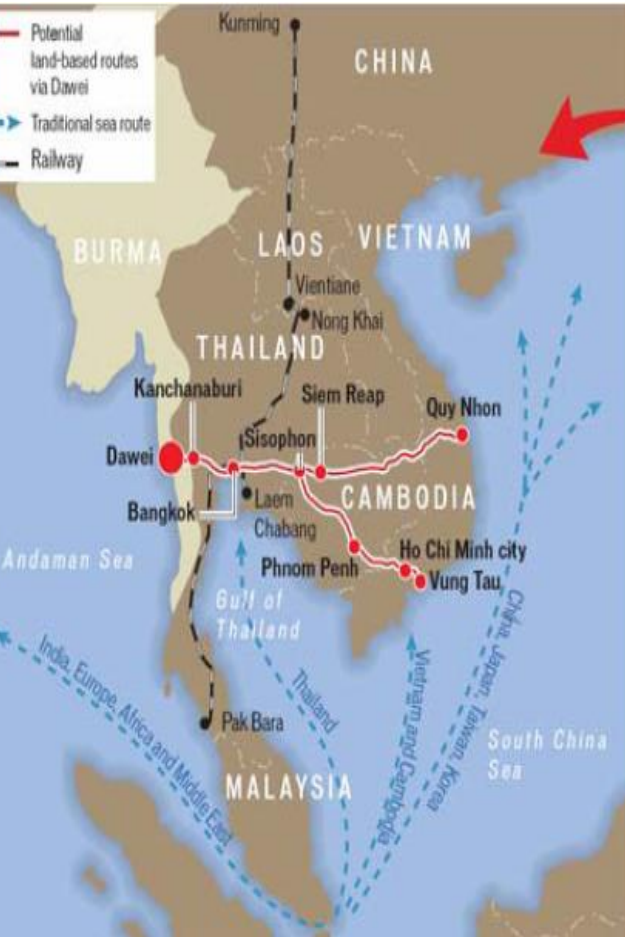 Potential
land-based routes
via Dawei
Traditional sea route
Railway
Kunming
CHINA
BURMA
LAOS
VIETNAM
Vientiane
Nong Khai
THAILAND
Kanchanaburi
Siem Reap
Quy Nhon
Sisophon
Dawei
Bangkok
Laem
Chabang
CAMBODIA
Phnom Penh
Ho Chi Minh city
Vung Tau
Andaman Sea
Gulf of
Thailand
India, Europe, Africa and Middle East
Thailand
Vietnam and Cambodia
China, Japan, Taiwan, Korea
South China
Sea
Pak Bara
MALAYSIA